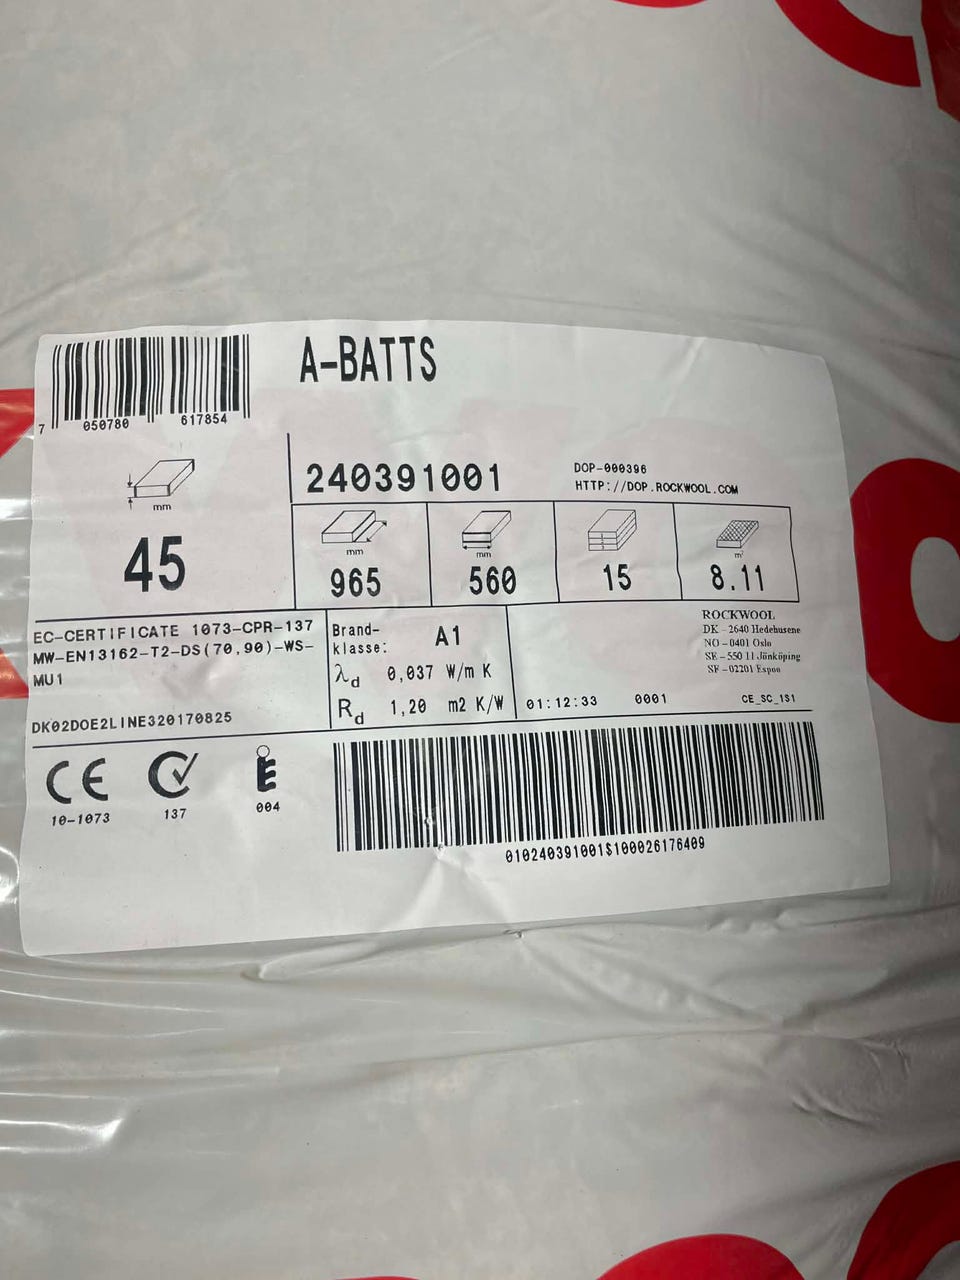 A-BATTS
7 050780 617854
240391001
DOP-000396
HTTP://DOP.ROCKWOOL.COM
mm
45
mm
965
mm
560
15
m²
8.11
EC-CERTIFICATE 1073-CPR-137
MW-EN13162-T2-DS(70,90)-WS-
MU1
DK02DOE2LINE320170825
Brand-
klasse: A1
λd 0,037 W/m K
Rd 1,20 m2 K/W
ROCKWOOL
DK - 2640 Hedehusene
NO - 0401 Oslo
SE - 550 11 Jönköping
SF - 02201 Espoo
01:12:33 0001 CE_SC_1S1
CE
10-1073
137
004
010240391001$100026176409